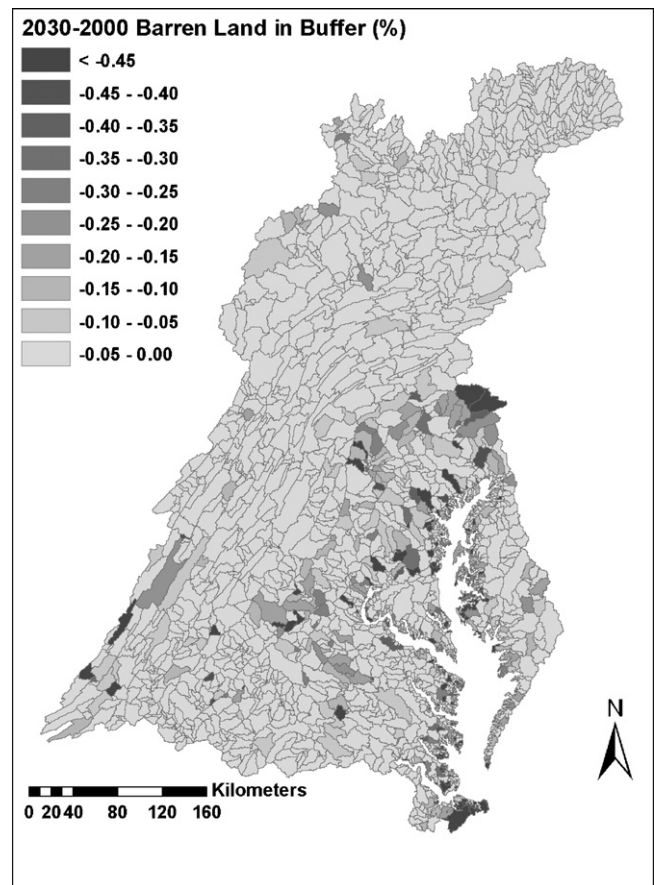 2030-2000 Barren Land in Buffer (%)
< -0.45
-0.45 - -0.40
-0.40 - -0.35
-0.35 - -0.30
-0.30 - -0.25
-0.25 - -0.20
-0.20 - -0.15
-0.15 - -0.10
-0.10 - -0.05
-0.05 - 0.00
N
Kilometers
0 20 40 80 120 160